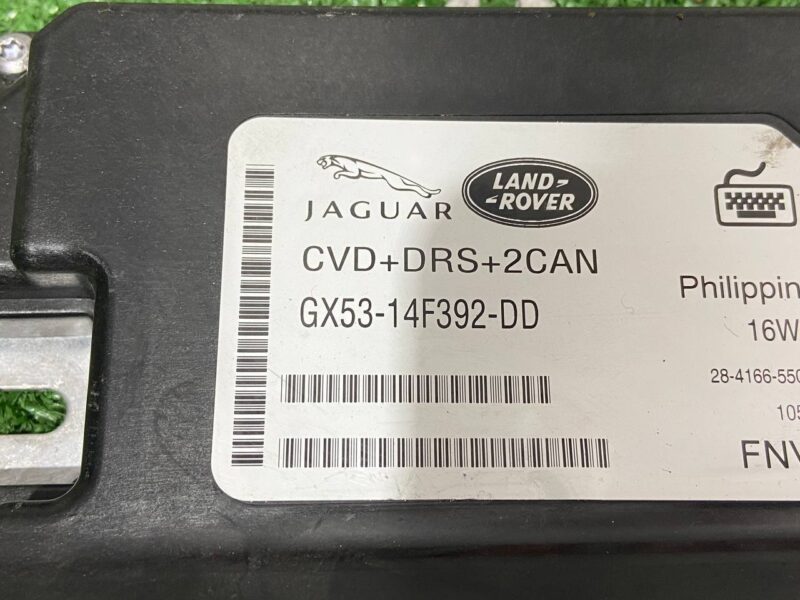 JAGUAR
LAND-
-ROVER
CVD+DRS+2CAN
GX53-14F392-DD
Philippin
16W
28-4166-550
105
FNV